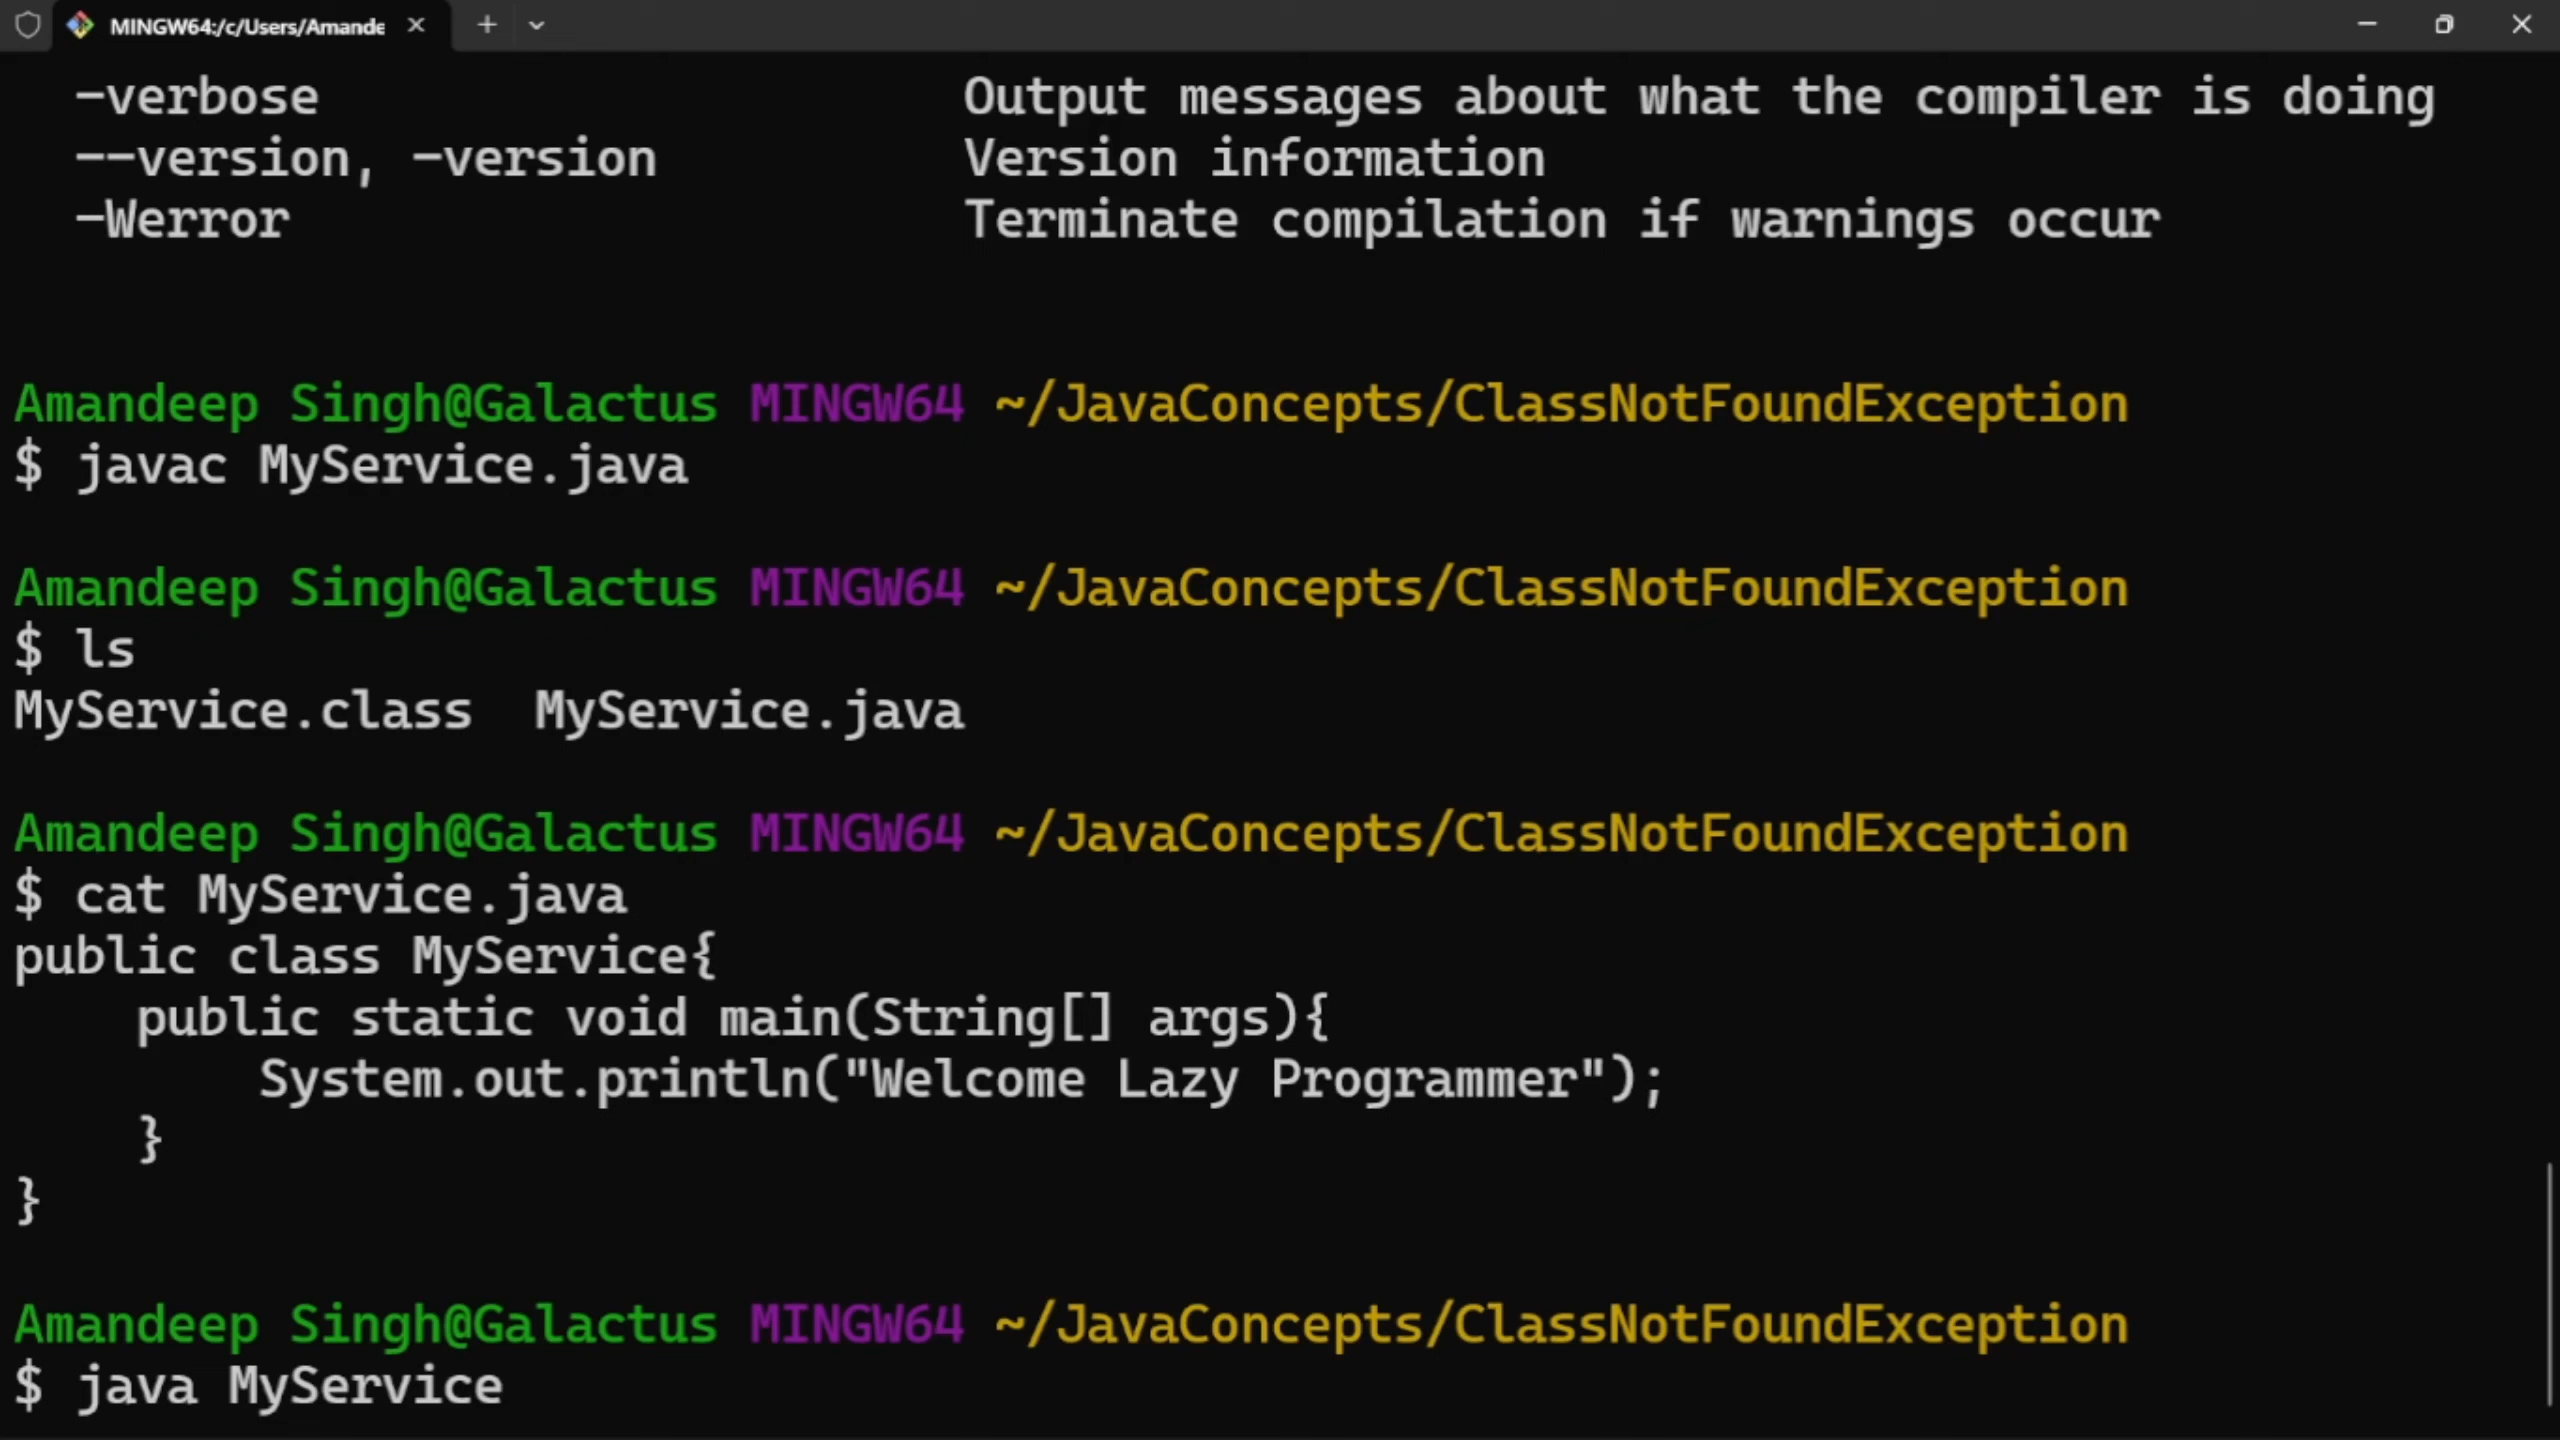 MINGW64:/c/Users/Amande
-verbose Output messages about what the compiler is doing
--version, -version Version information
-Werror Terminate compilation if warnings occur
Amandeep Singh@Galactus MINGW64 ~/JavaConcepts/ClassNotFoundException
$ javac MyService.java
Amandeep Singh@Galactus MINGW64 ~/JavaConcepts/ClassNotFoundException
$ ls
MyService.class  MyService.java
Amandeep Singh@Galactus MINGW64 ~/JavaConcepts/ClassNotFoundException
$ cat MyService.java
public class MyService{
    public static void main(String[] args){
        System.out.println("Welcome Lazy Programmer");
    }
}
Amandeep Singh@Galactus MINGW64 ~/JavaConcepts/ClassNotFoundException
$ java MyService